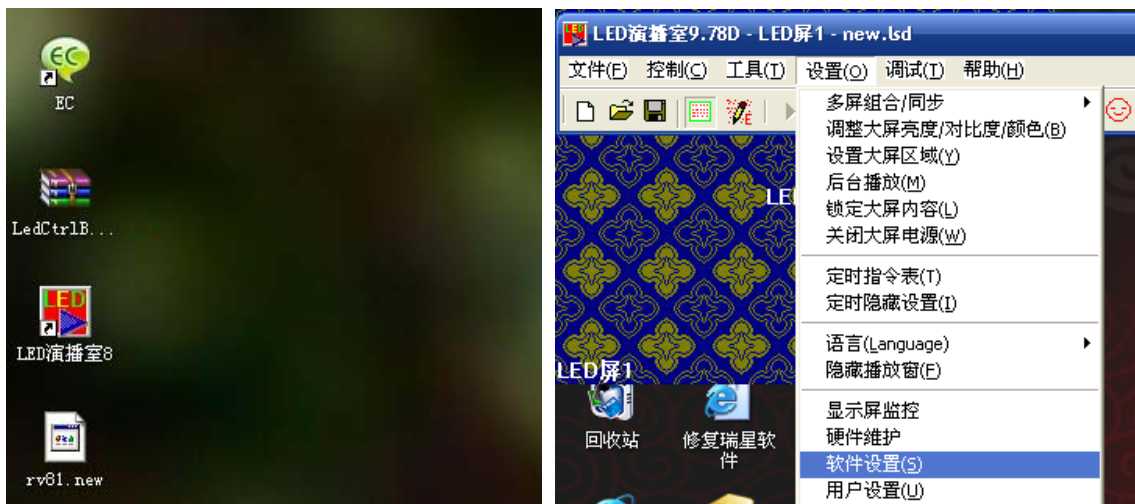 EC
EC
LedCtrlB...
LED
LED演播室8
rv81.new
LED LED演播室9.78D - LED屏1 - new.lsd
文件(F) 控制(C) 工具(T) 设置(O) 调试(T) 帮助(H)
多屏组合/同步
调整大屏亮度/对比度/颜色(B)
设置大屏区域(Y)
后台播放(M)
LE
锁定大屏内容(L)
关闭大屏电源(W)
定时指令表(T)
定时隐藏设置(I)
语言(Language)
隐藏播放窗(F)
LED屏1
显示屏监控
硬件维护
软件设置(S)
用户设置(U)
回收站
修复瑞星软件